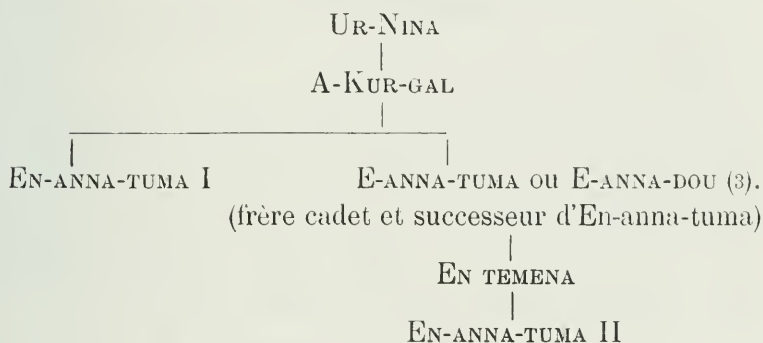 UR-NINA
A-KUR-GAL
EN-ANNA-TUMA I E-ANNA-TUMA ou E-ANNA-DOU (3).
(frère cadet et successeur d'En-anna-tuma)
EN TEMENA
EN-ANNA-TUMA II